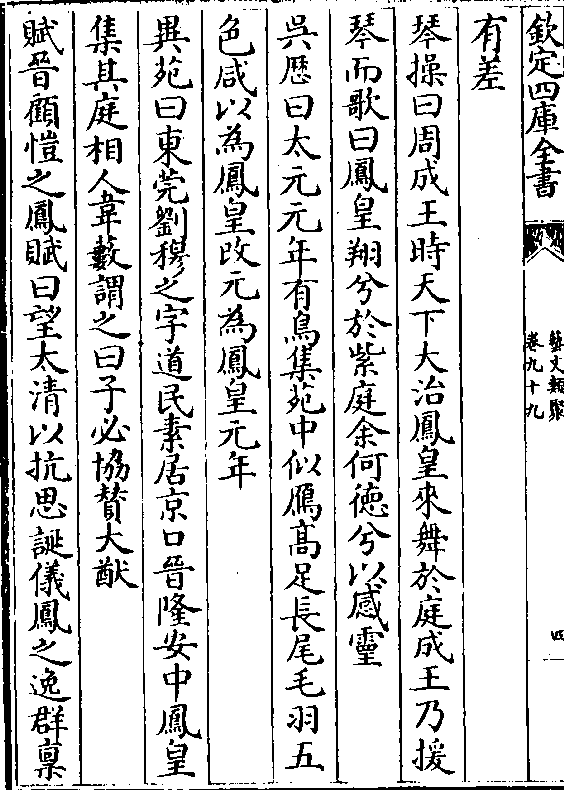 欽定四庫全書
藝文類聚
卷九十九
四
有差
琴操曰周成王時天下大治鳳皇來舞於庭成王乃援
琴而歌曰鳳皇翔兮於紫庭余何徳兮以感靈
吳歴曰太元元年有鳥集苑中似鴈髙足長尾毛羽五
色咸以為鳳皇改元為鳳皇元年
異苑曰東莞劉穆之字道民素居京口晉隆安中鳳皇
集其庭相人韋藪謂之曰子必協賛大猷
賦晉顧愷之鳳賦曰望太清以抗思誕儀鳳之逸群稟